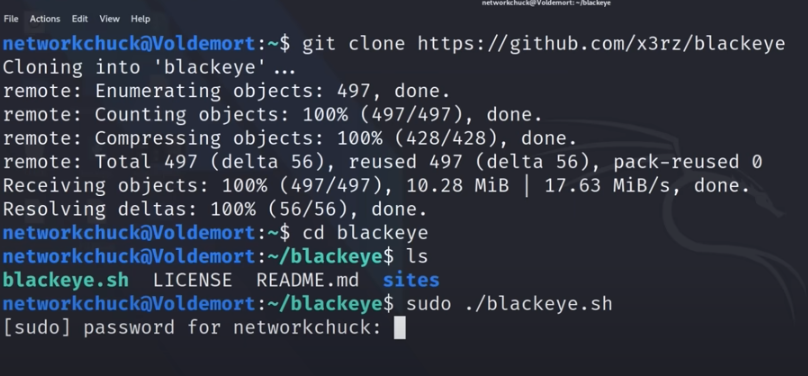 networkchuck@Voldemort: ~/blackeye
File Actions Edit View Help
networkchuck@Voldemort:~$ git clone https://github.com/x3rz/blackeye
Cloning into 'blackeye'...
remote: Enumerating objects: 497, done.
remote: Counting objects: 100% (497/497), done.
remote: Compressing objects: 100% (428/428), done.
remote: Total 497 (delta 56), reused 497 (delta 56), pack-reused 0
Receiving objects: 100% (497/497), 10.28 MiB | 17.63 MiB/s, done.
Resolving deltas: 100% (56/56), done.
networkchuck@Voldemort:~$ cd blackeye
networkchuck@Voldemort:~/blackeye$ ls
blackeye.sh LICENSE README.md sites
networkchuck@Voldemort:~/blackeye$ sudo ./blackeye.sh
[sudo] password for networkchuck: